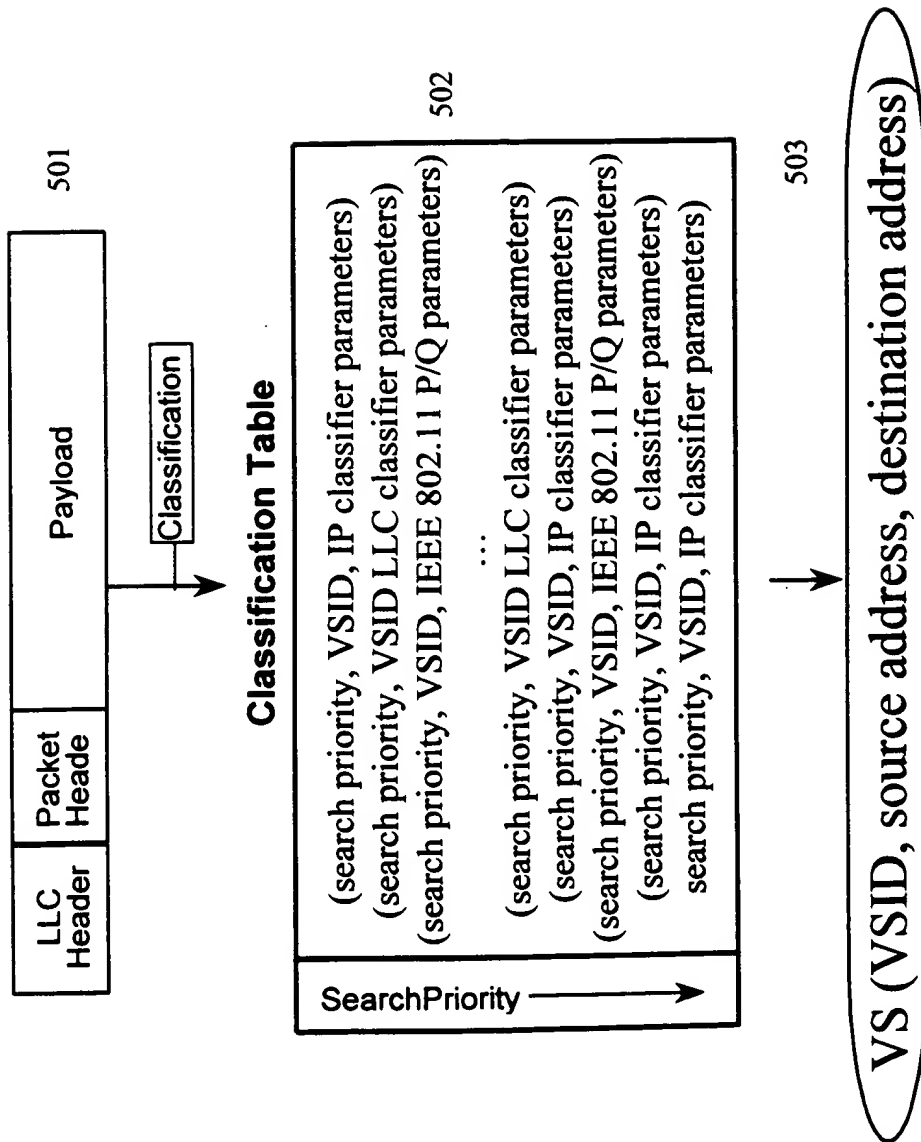 LLC
Header
Packet
Heade
Payload
501
Classification
Classification Table
502
SearchPriority
(search priority, VSID, IP classifier parameters)
(search priority, VSID LLC classifier parameters)
(search priority, VSID, IEEE 802.11 P/Q parameters)
...
(search priority, VSID LLC classifier parameters)
(search priority, VSID, IP classifier parameters)
(search priority, VSID, IEEE 802.11 P/Q parameters)
(search priority, VSID, IP classifier parameters)
search priority, VSID, IP classifier parameters)
503
VS (VSID, source address, destination address)